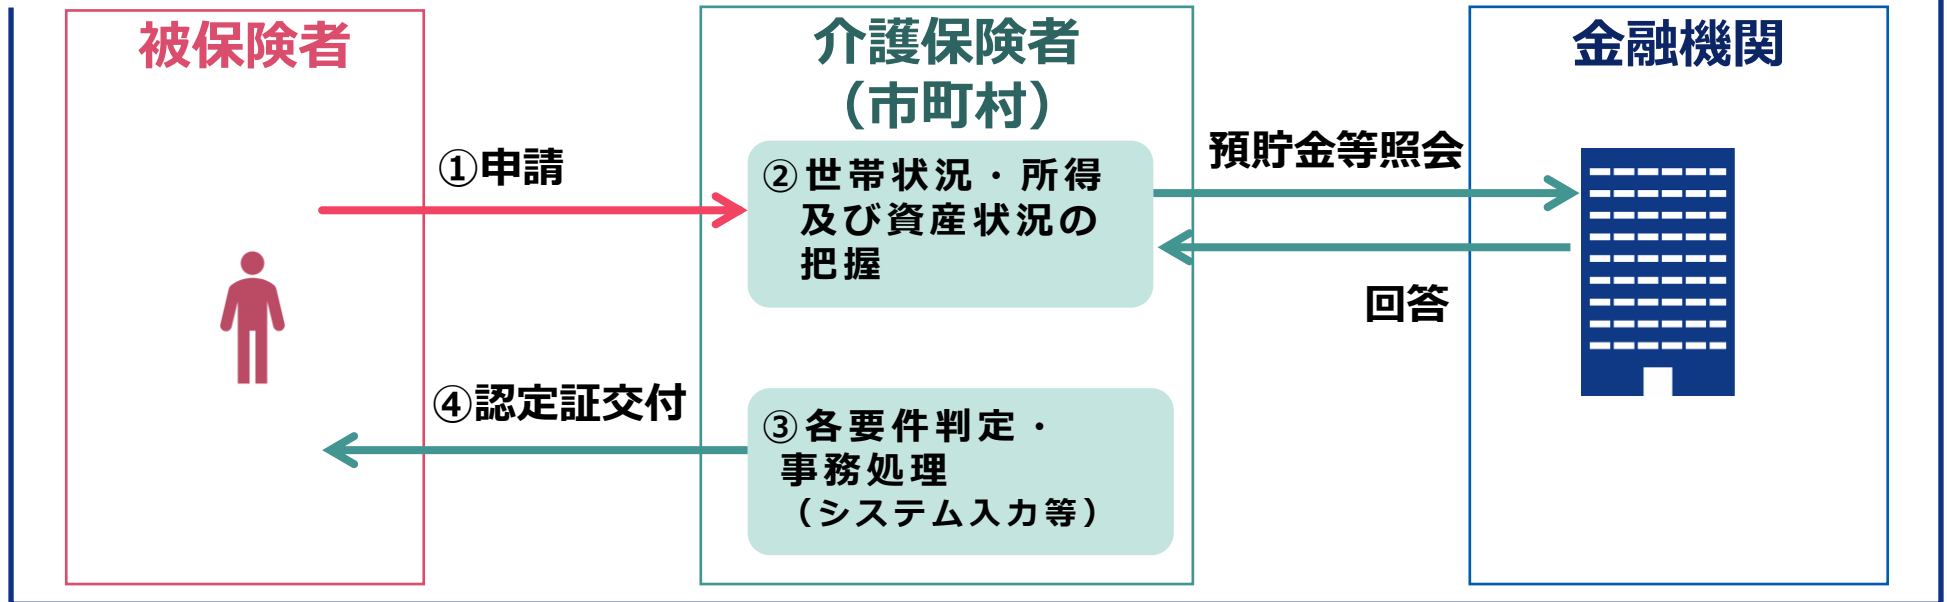 被保険者
介護保険者
（市町村）
金融機関
①申請
②世帯状況・所得
及び資産状況の
把握
預貯金等照会
回答
③各要件判定・
事務処理
（システム入力等）
④認定証交付